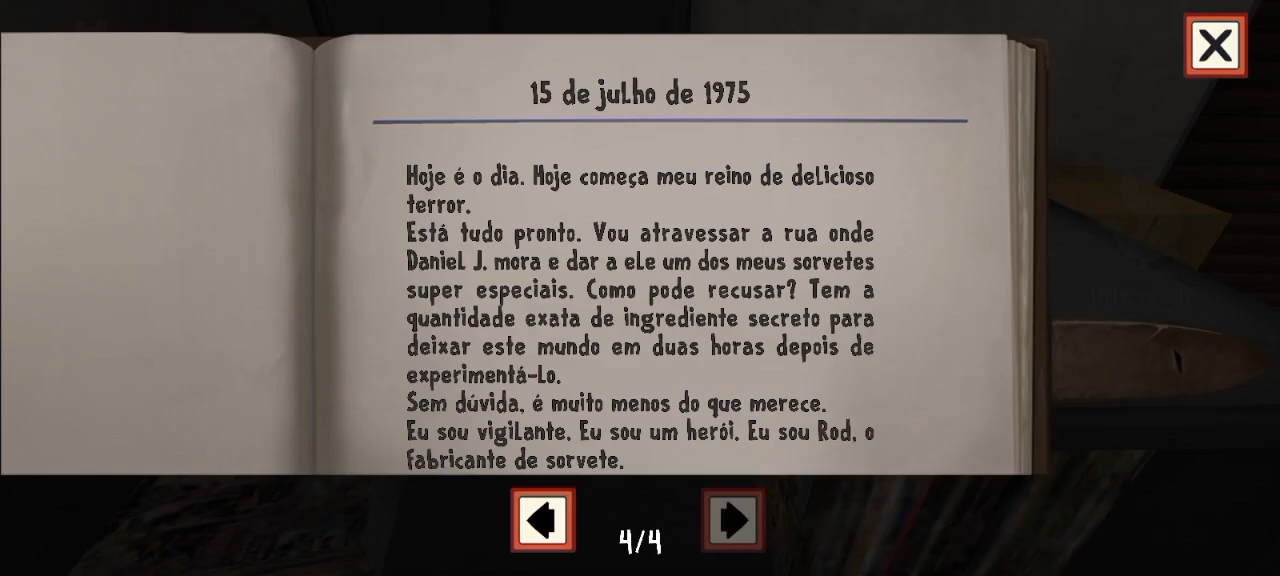 15 de julho de 1975
Hoje é o dia. Hoje começa meu reino de delicioso
terror.
Está tudo pronto. Vou atravessar a rua onde
Daniel J. mora e dar a ele um dos meus sorvetes
super especiais. Como pode recusar? Tem a
quantidade exata de ingrediente secreto para
deixar este mundo em duas horas depois de
experimentá-lo.
Sem dúvida, é muito menos do que merece.
Eu sou vigilante. Eu sou um herói. Eu sou Rod, o
fabricante de sorvete.
4/4